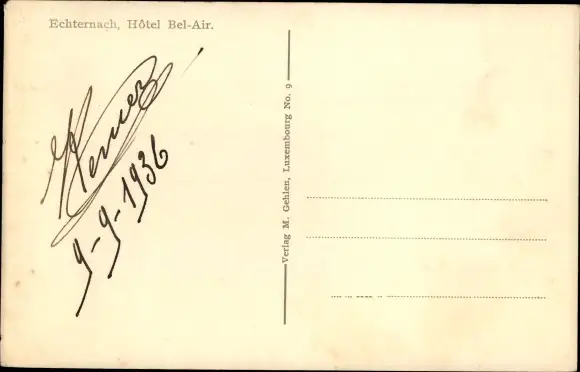 Echternach, Hôtel Bel-Air.
9-9-1936
Verlag M. Gehlen, Luxembourg No. 9